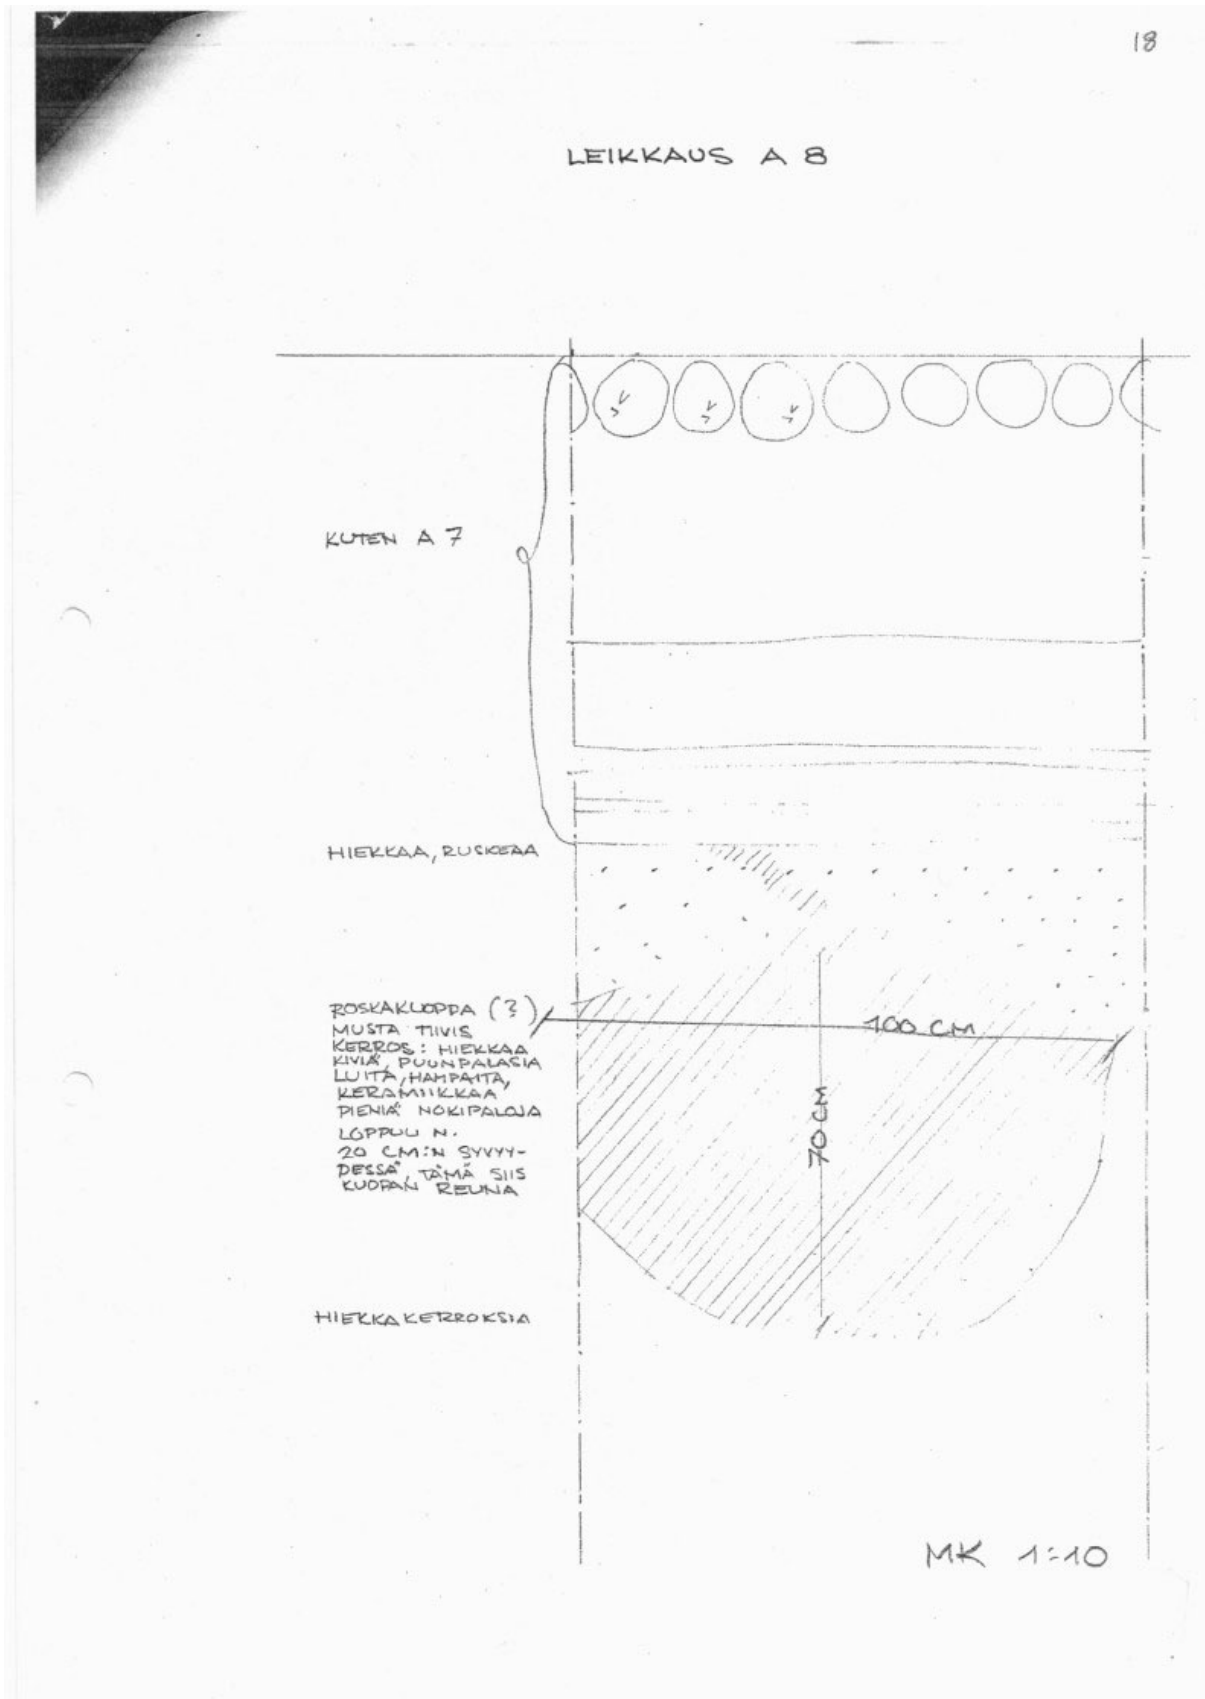 18
LEIKKAUS A 8
KUTEN A 7
HIEKKAA, RUSKEAA
ROSKAKUOPPA (?)
MUSTA TIIVIS
KERROS: HIEKKAA
KIVIÄ, PUUNPALASIA
LUITA, HAMPAITA,
KERAMIIKKAA
PIENIÄ NOKIPALOJA
LOPPUU N.
20 CM:N SYVYY-
DESSÄ, TÄMÄ SIIS
KUOPAN REUNA
100 CM
70 CM
HIEKKAKERROKSIA
MK 1:10